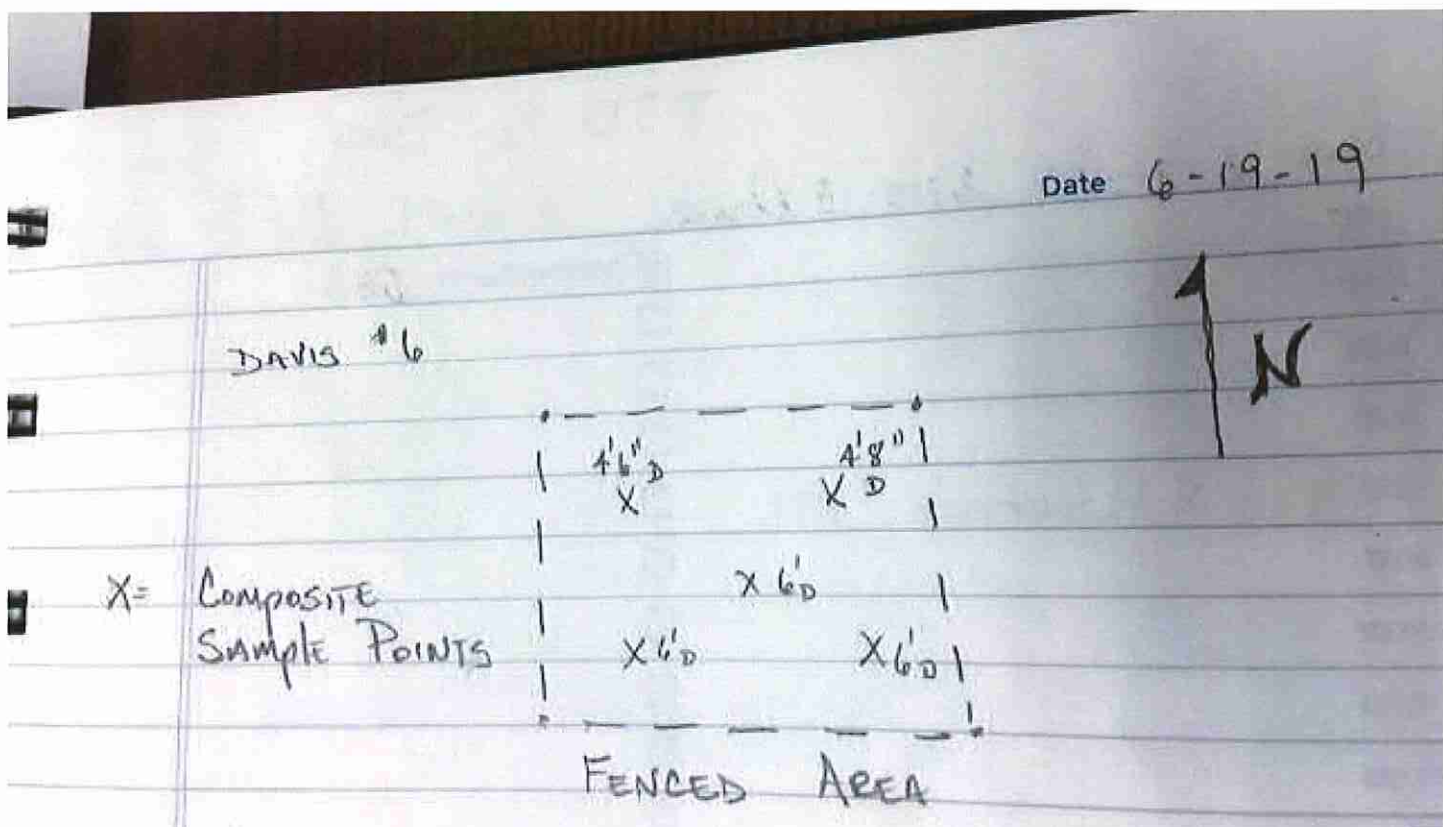 Date 6-19-19
DAVIS #6
N
4'6" D
X
4'8"
X D
X 6'D
X= COMPOSITE
SAMPLE POINTS
X 6'D
X 6'D
FENCED AREA